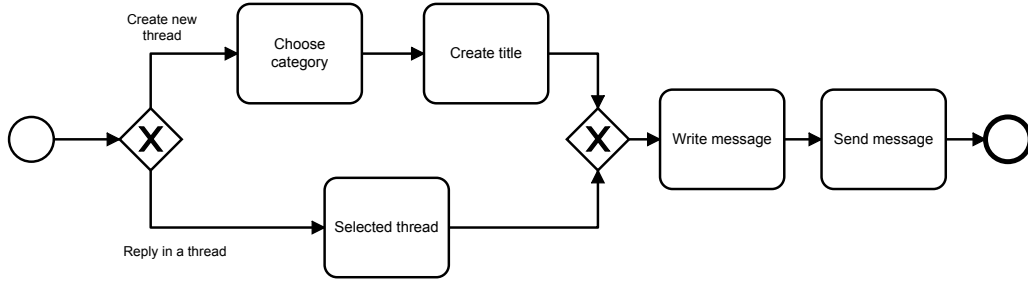 Create new
thread
Choose
category
Create title
X
X
Write message
Send message
Selected thread
Reply in a thread